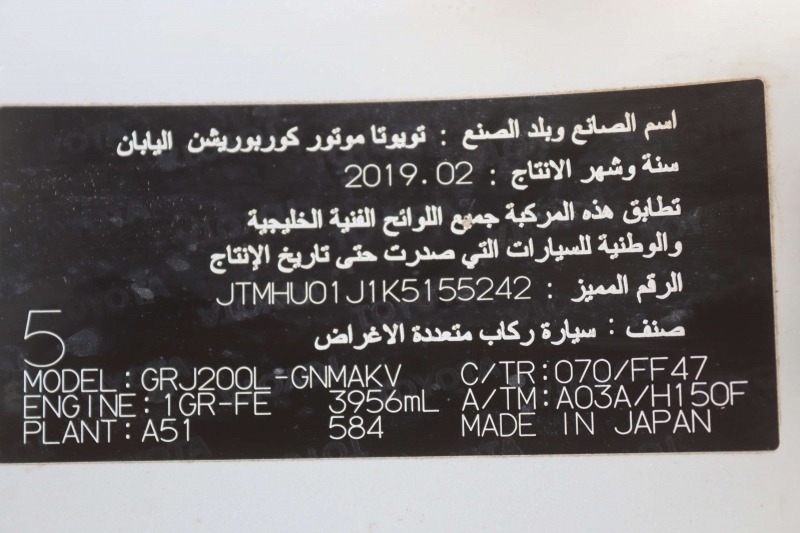 اسم الصانع وبلد الصنع : تويوتا موتور كوربوريشن اليابان
سنة وشهر الانتاج : 2019.02
تطابق هذه المركبة جميع اللوائح الفنية الخليجية
والوطنية للسيارات التي صدرت حتى تاريخ الإنتاج
الرقم المميز : JTMHU01J1K5155242
صنف : سيارة ركاب متعددة الاغراض
5
MODEL:GRJ200L-GNMAKV C/TR:070/FF47
ENGINE:1GR-FE 3956mL A/TM:A03A/H150F
PLANT:A51 584 MADE IN JAPAN